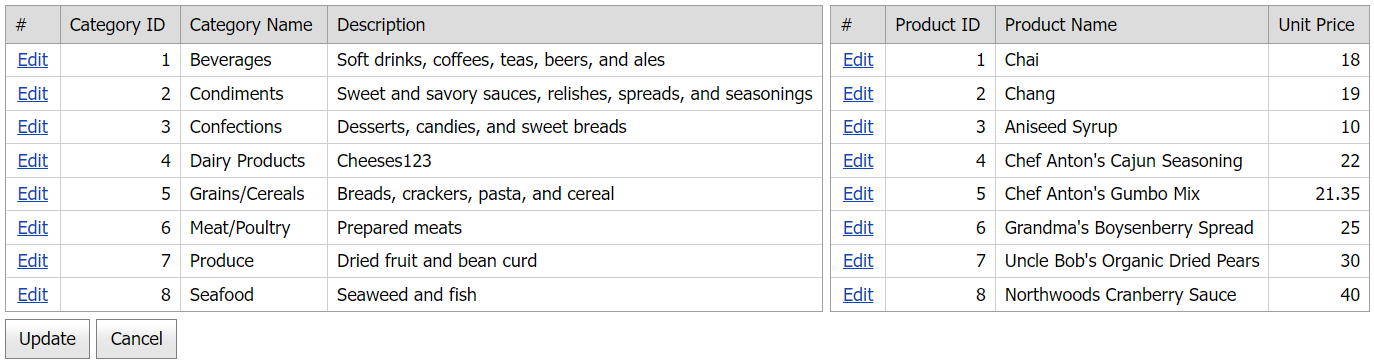 # Category ID Category Name Description
Edit 1 Beverages Soft drinks, coffees, teas, beers, and ales
Edit 2 Condiments Sweet and savory sauces, relishes, spreads, and seasonings
Edit 3 Confections Desserts, candies, and sweet breads
Edit 4 Dairy Products Cheeses123
Edit 5 Grains/Cereals Breads, crackers, pasta, and cereal
Edit 6 Meat/Poultry Prepared meats
Edit 7 Produce Dried fruit and bean curd
Edit 8 Seafood Seaweed and fish
# Product ID Product Name Unit Price
Edit 1 Chai 18
Edit 2 Chang 19
Edit 3 Aniseed Syrup 10
Edit 4 Chef Anton's Cajun Seasoning 22
Edit 5 Chef Anton's Gumbo Mix 21.35
Edit 6 Grandma's Boysenberry Spread 25
Edit 7 Uncle Bob's Organic Dried Pears 30
Edit 8 Northwoods Cranberry Sauce 40
Update Cancel